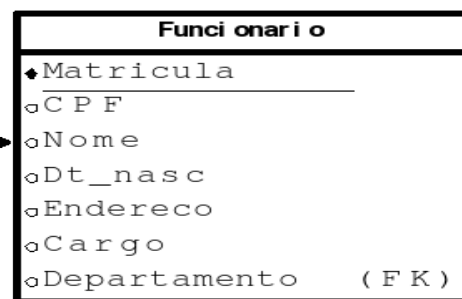 Funcionario
Matricula
CPF
Nome
Dt_nasc
Endereco
Cargo
Departamento (FK)